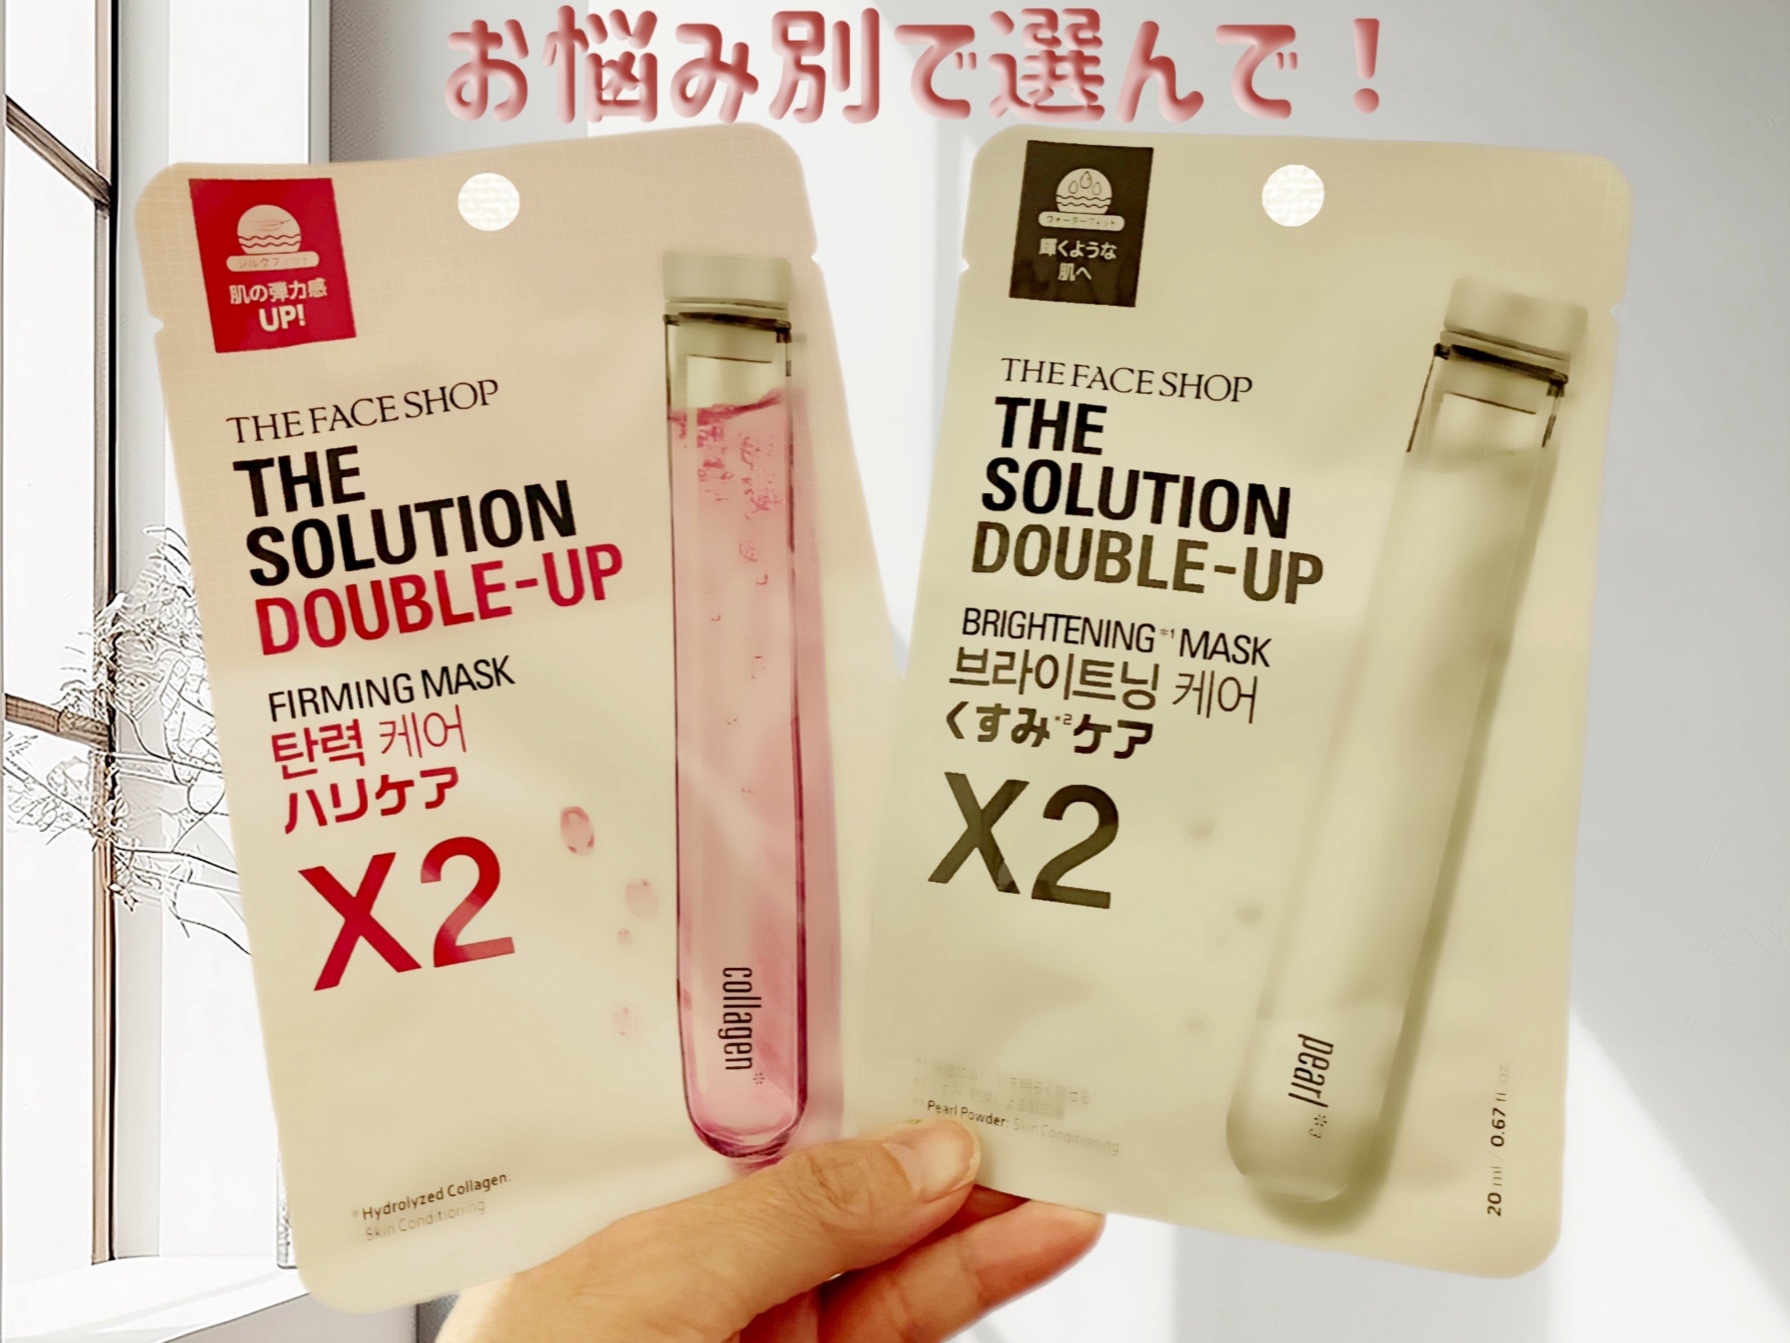 お悩み別で選んで！
シルクフィット
肌の弾力感
UP!
THE FACE SHOP
THE
SOLUTION
DOUBLE-UP
FIRMING MASK
탄력 케어
ハリケア
X2
collagen*
*Hydrolyzed Collagen:
Skin Conditioning
ウォーターフィット
輝くような
肌へ
THE FACE SHOP
THE
SOLUTION
DOUBLE-UP
BRIGHTENING*1 MASK
브라이트닝 케어
くすみ*2ケア
X2
pearl*3
Pearl Powder: Skin Conditioning
20 ml / 0.67 fl oz.